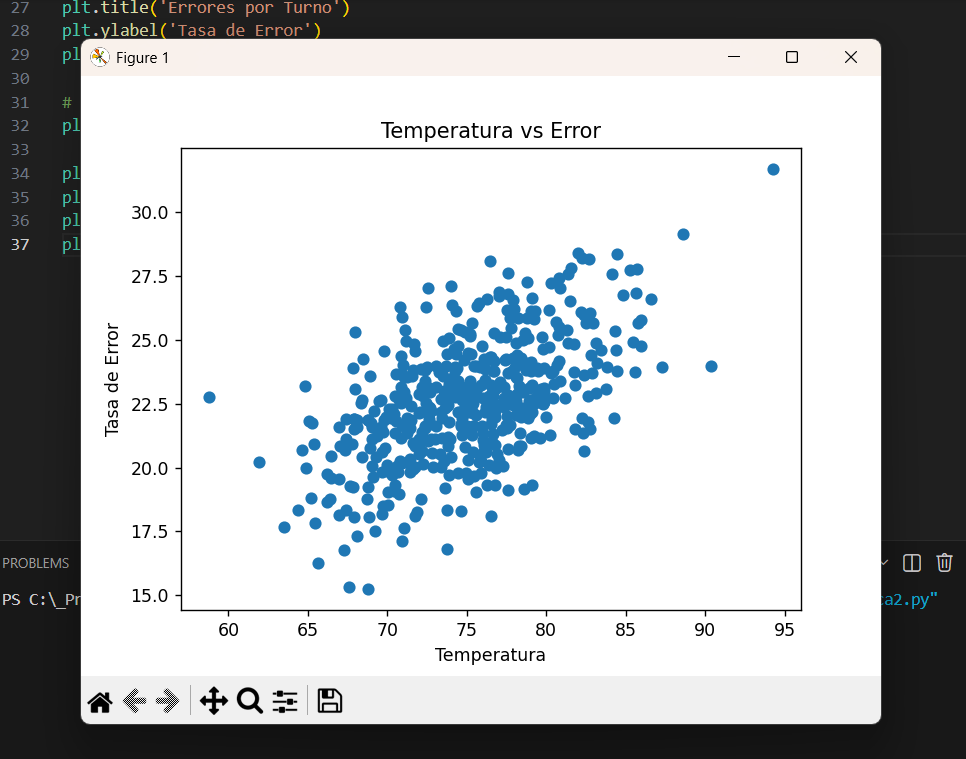 27 plt.title('Errores por Turno')
28 plt.ylabel('Tasa de Error')
29 pl
Figure 1
30
31 #
32 pl
33
34 pl
35 pl
36 pl
37 pl
Temperatura vs Error
30.0
27.5
25.0
22.5
20.0
17.5
15.0
Tasa de Error
60 65 70 75 80 85 90 95
Temperatura
PROBLEMS
PS C:\_Pr
a2.py"